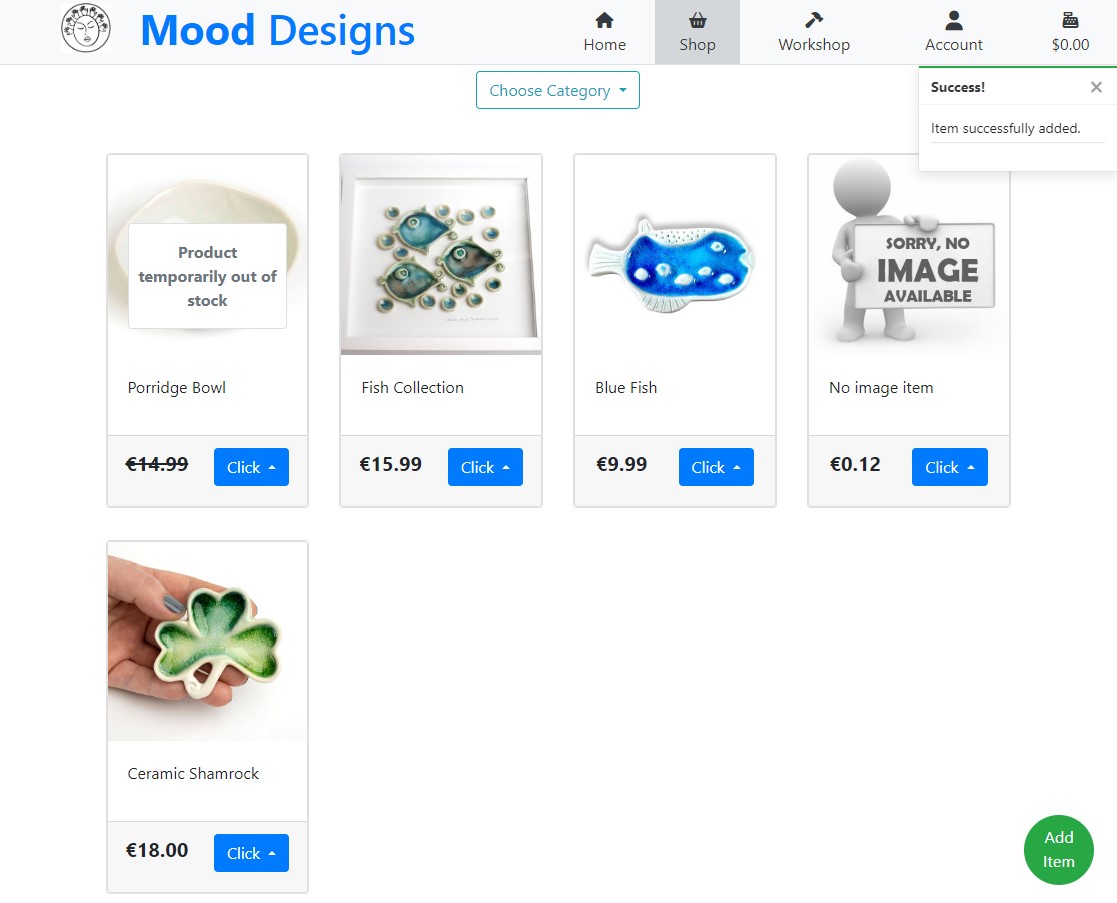 Mood Designs
Home
Shop
Workshop
Account
$0.00
Choose Category
Success!
×
Item successfully added.
Product
temporarily out of
stock
SORRY, NO
IMAGE
AVAILABLE
Porridge Bowl
Fish Collection
Blue Fish
No image item
€14.99
Click
€15.99
Click
€9.99
Click
€0.12
Click
Ceramic Shamrock
€18.00
Click
Add
Item